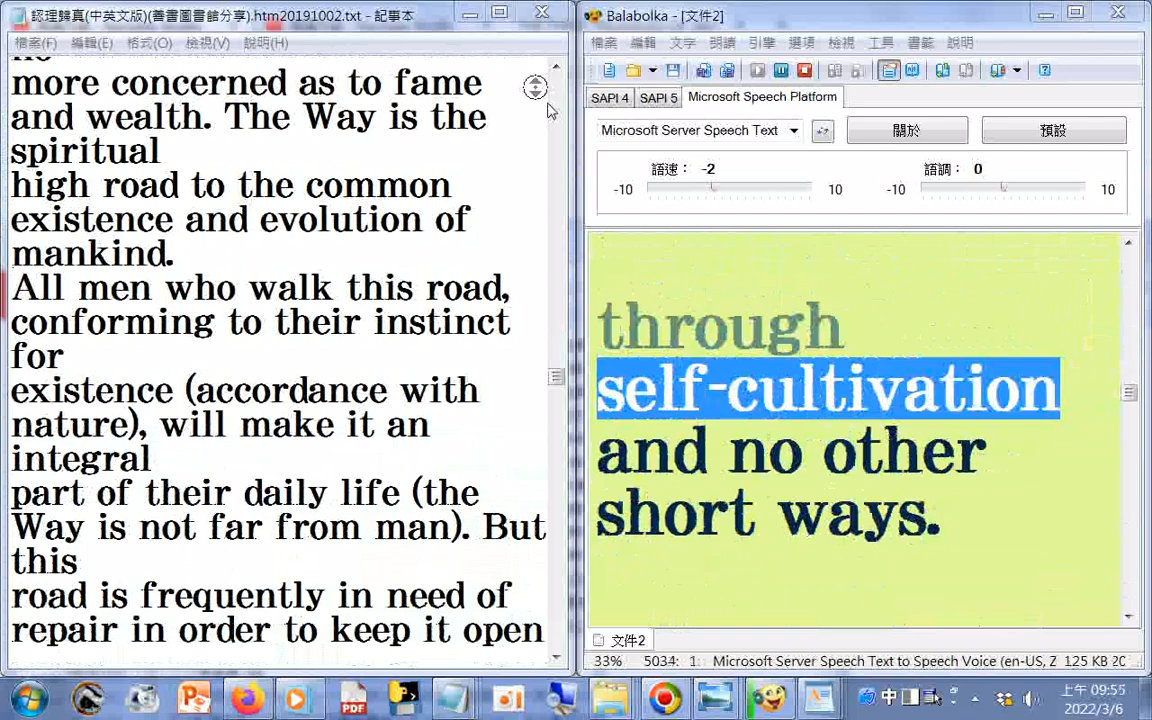 認理歸真(中英文版)(善書圖書館分享).htm20191002.txt - 記事本
檔案(F) 編輯(E) 格式(O) 檢視(V) 說明(H)
more concerned as to fame
and wealth. The Way is the
spiritual
high road to the common
existence and evolution of
mankind.
All men who walk this road,
conforming to their instinct
for
existence (accordance with
nature), will make it an
integral
part of their daily life (the
Way is not far from man). But
this
road is frequently in need of
repair in order to keep it open
Balabolka - [文件2]
檔案 編輯 文字 朗讀 引擎 選項 檢視 工具 書籤 說明
SAPI 4 SAPI 5 Microsoft Speech Platform
Microsoft Server Speech Text 關於 預設
語速： -2 語調： 0
-10 10 -10 10
through
self-cultivation
and no other
short ways.
文件2
33% 5034: 1: Microsoft Server Speech Text to Speech Voice (en-US, Z 125 KB
PDF
中
上午 09:55
2022/3/6